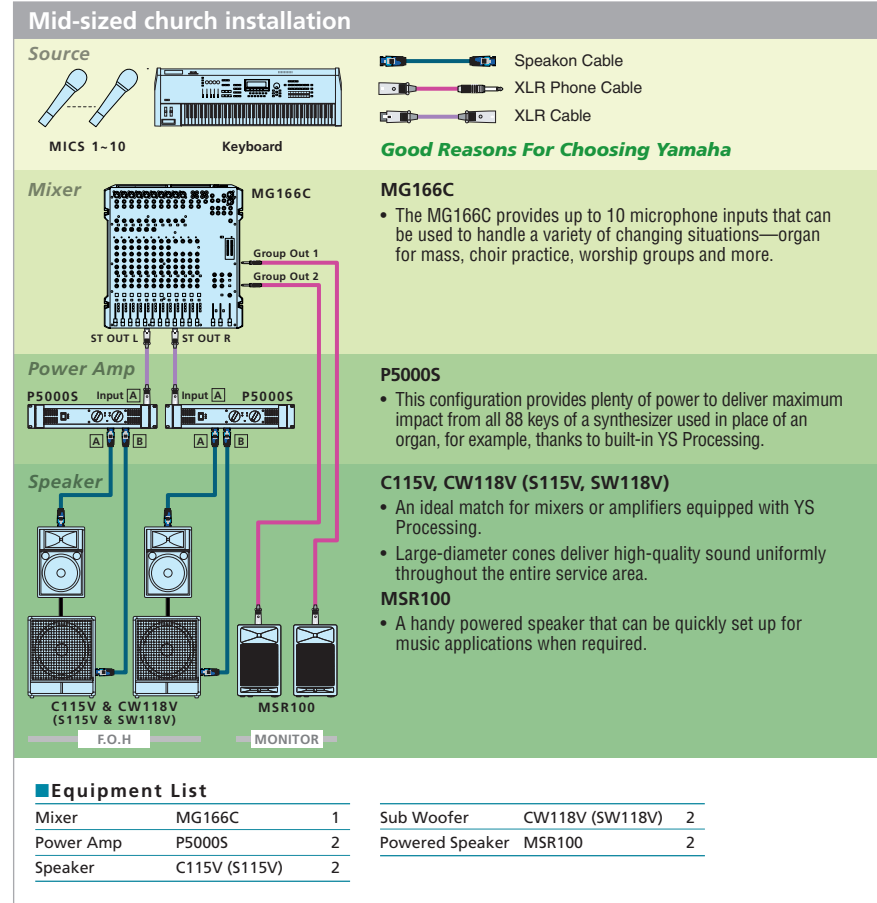 Mid-sized church installation
Source
MICS 1~10
Keyboard
Speakon Cable
XLR Phone Cable
XLR Cable
Good Reasons For Choosing Yamaha
Mixer
MG166C
Group Out 1
Group Out 2
ST OUT L
ST OUT R
MG166C
• The MG166C provides up to 10 microphone inputs that can
be used to handle a variety of changing situations—organ
for mass, choir practice, worship groups and more.
Power Amp
P5000S
Input A
Input A
P5000S
A B
A B
P5000S
• This configuration provides plenty of power to deliver maximum
impact from all 88 keys of a synthesizer used in place of an
organ, for example, thanks to built-in YS Processing.
Speaker
C115V & CW118V
(S115V & SW118V)
MSR100
F.O.H
MONITOR
C115V, CW118V (S115V, SW118V)
• An ideal match for mixers or amplifiers equipped with YS
Processing.
• Large-diameter cones deliver high-quality sound uniformly
throughout the entire service area.
MSR100
• A handy powered speaker that can be quickly set up for
music applications when required.
■Equipment List
Mixer MG166C 1
Power Amp P5000S 2
Speaker C115V (S115V) 2
Sub Woofer CW118V (SW118V) 2
Powered Speaker MSR100 2